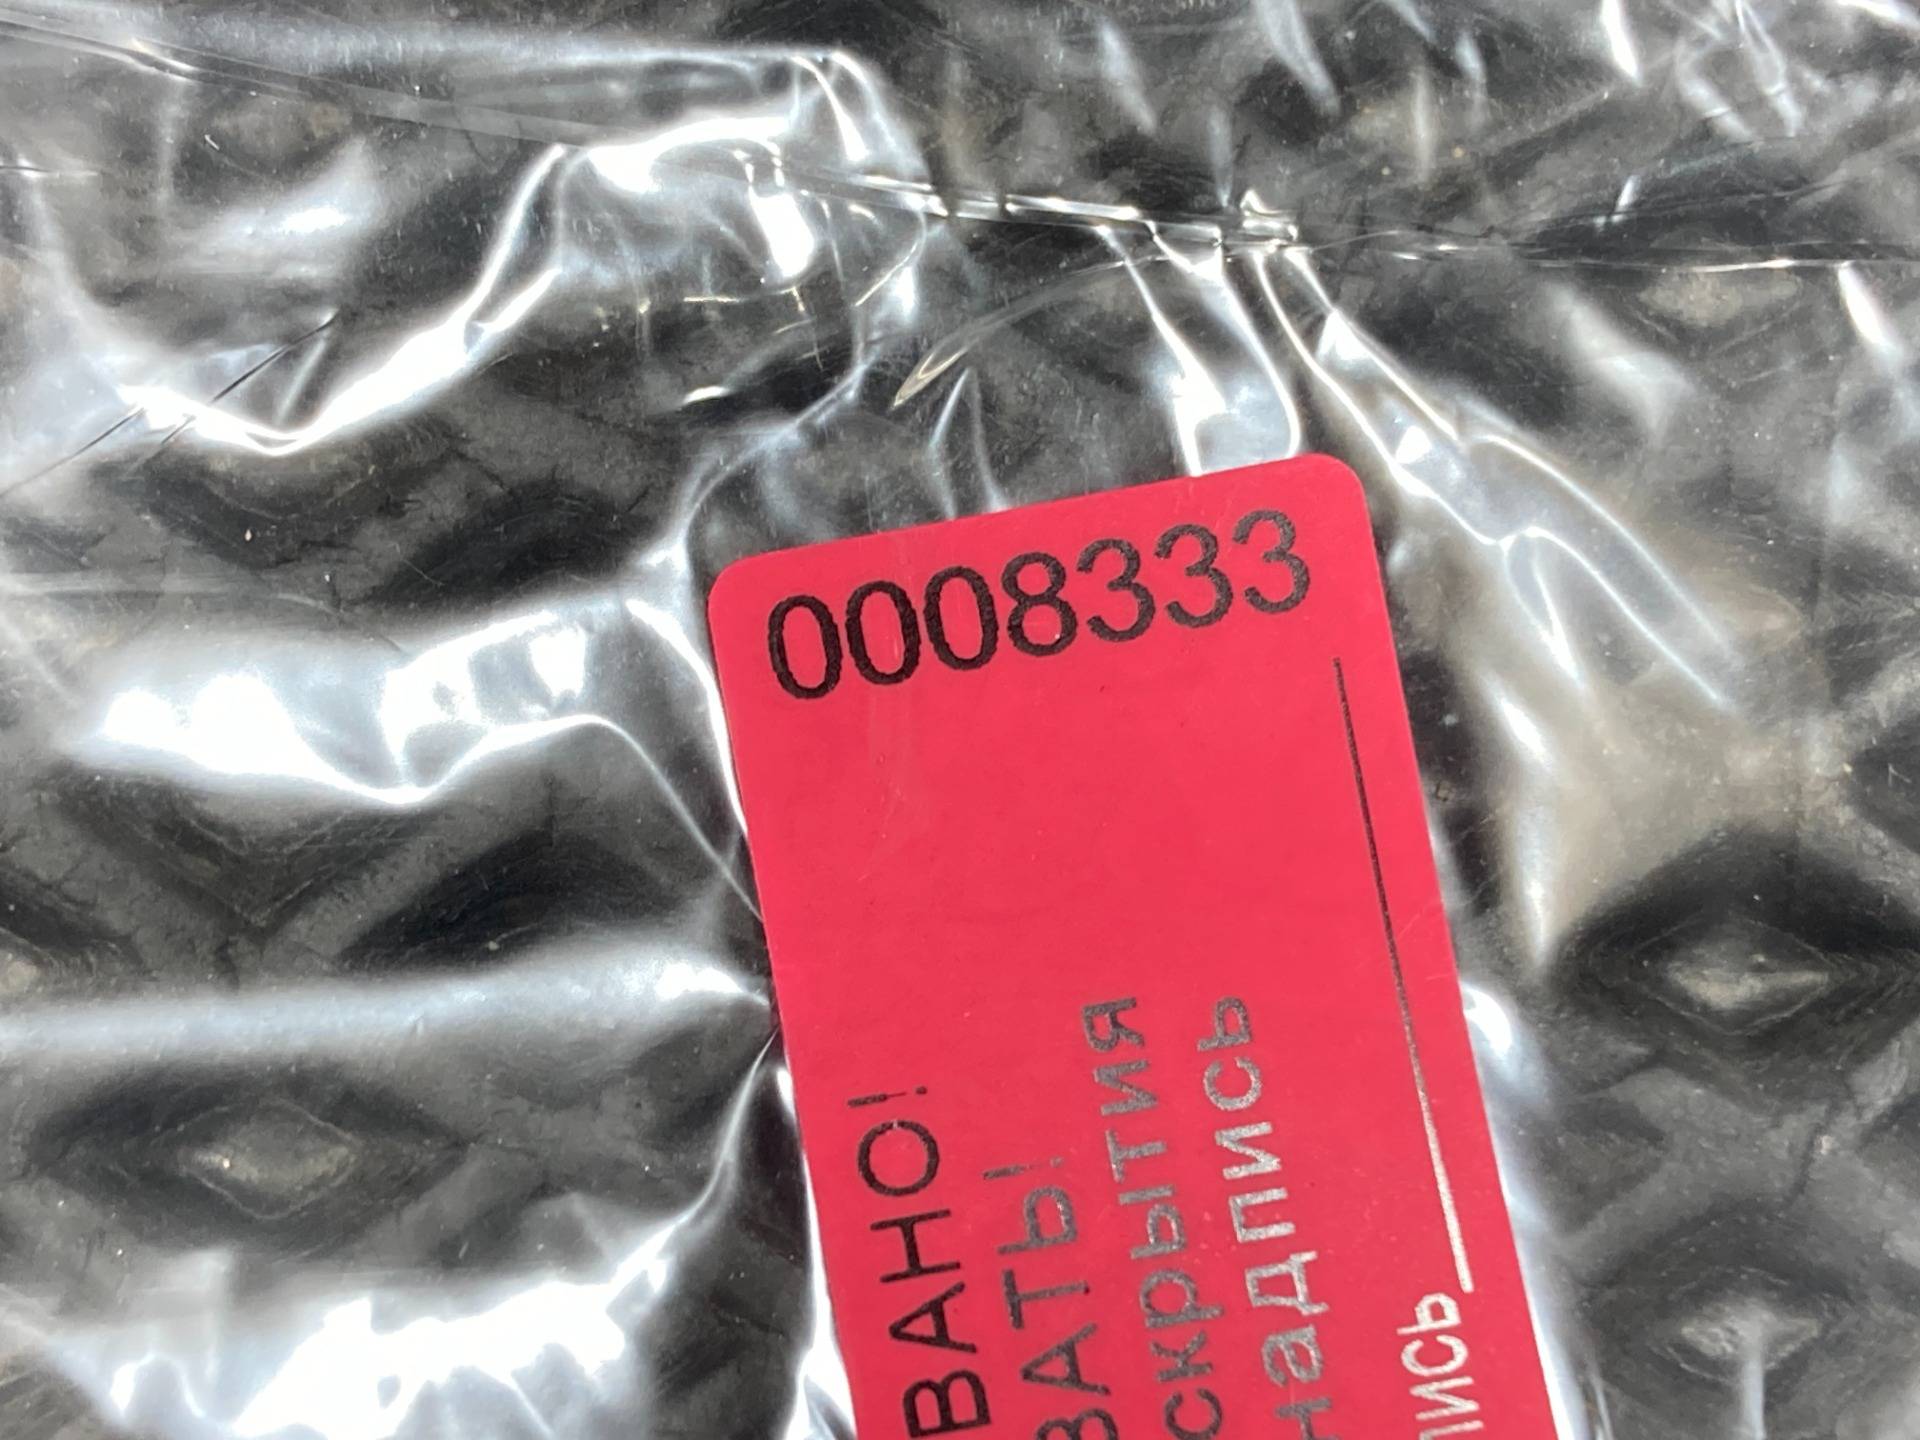 0008333
ВАНО!
ВАТЬ!
скрытия
надпись
пись